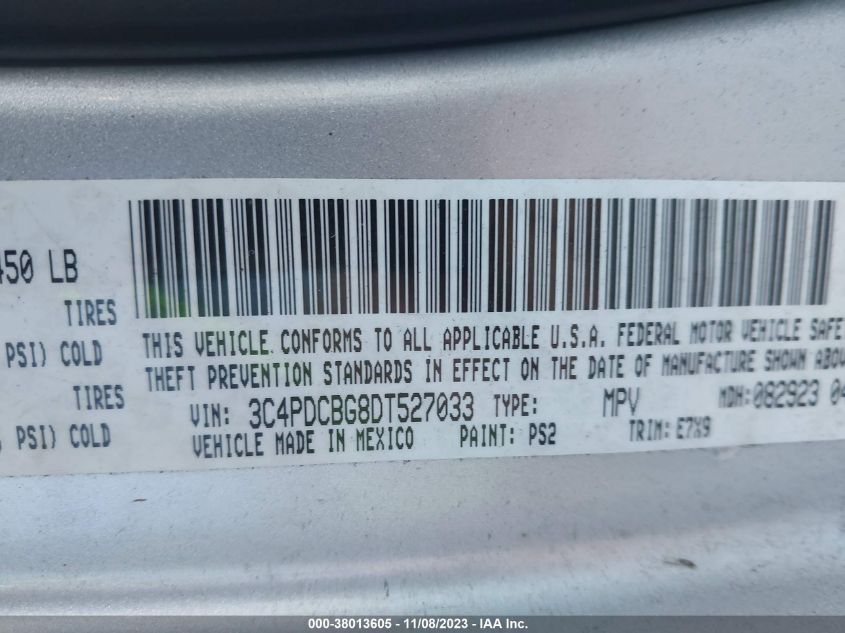 450 LB
TIRES
PSI) COLD
TIRES
PSI) COLD
THIS VEHICLE CONFORMS TO ALL APPLICABLE U.S.A. FEDERAL MOTOR VEHICLE SAFE
THEFT PREVENTION STANDARDS IN EFFECT ON THE DATE OF MANUFACTURE SHOWN ABOV
VIN: 3C4PDCBG8DT527033 TYPE: MPV MDH: 082923 04
VEHICLE MADE IN MEXICO PAINT: PS2 TRIM: E7X9
000-38013605 - 11/08/2023 - IAA Inc.